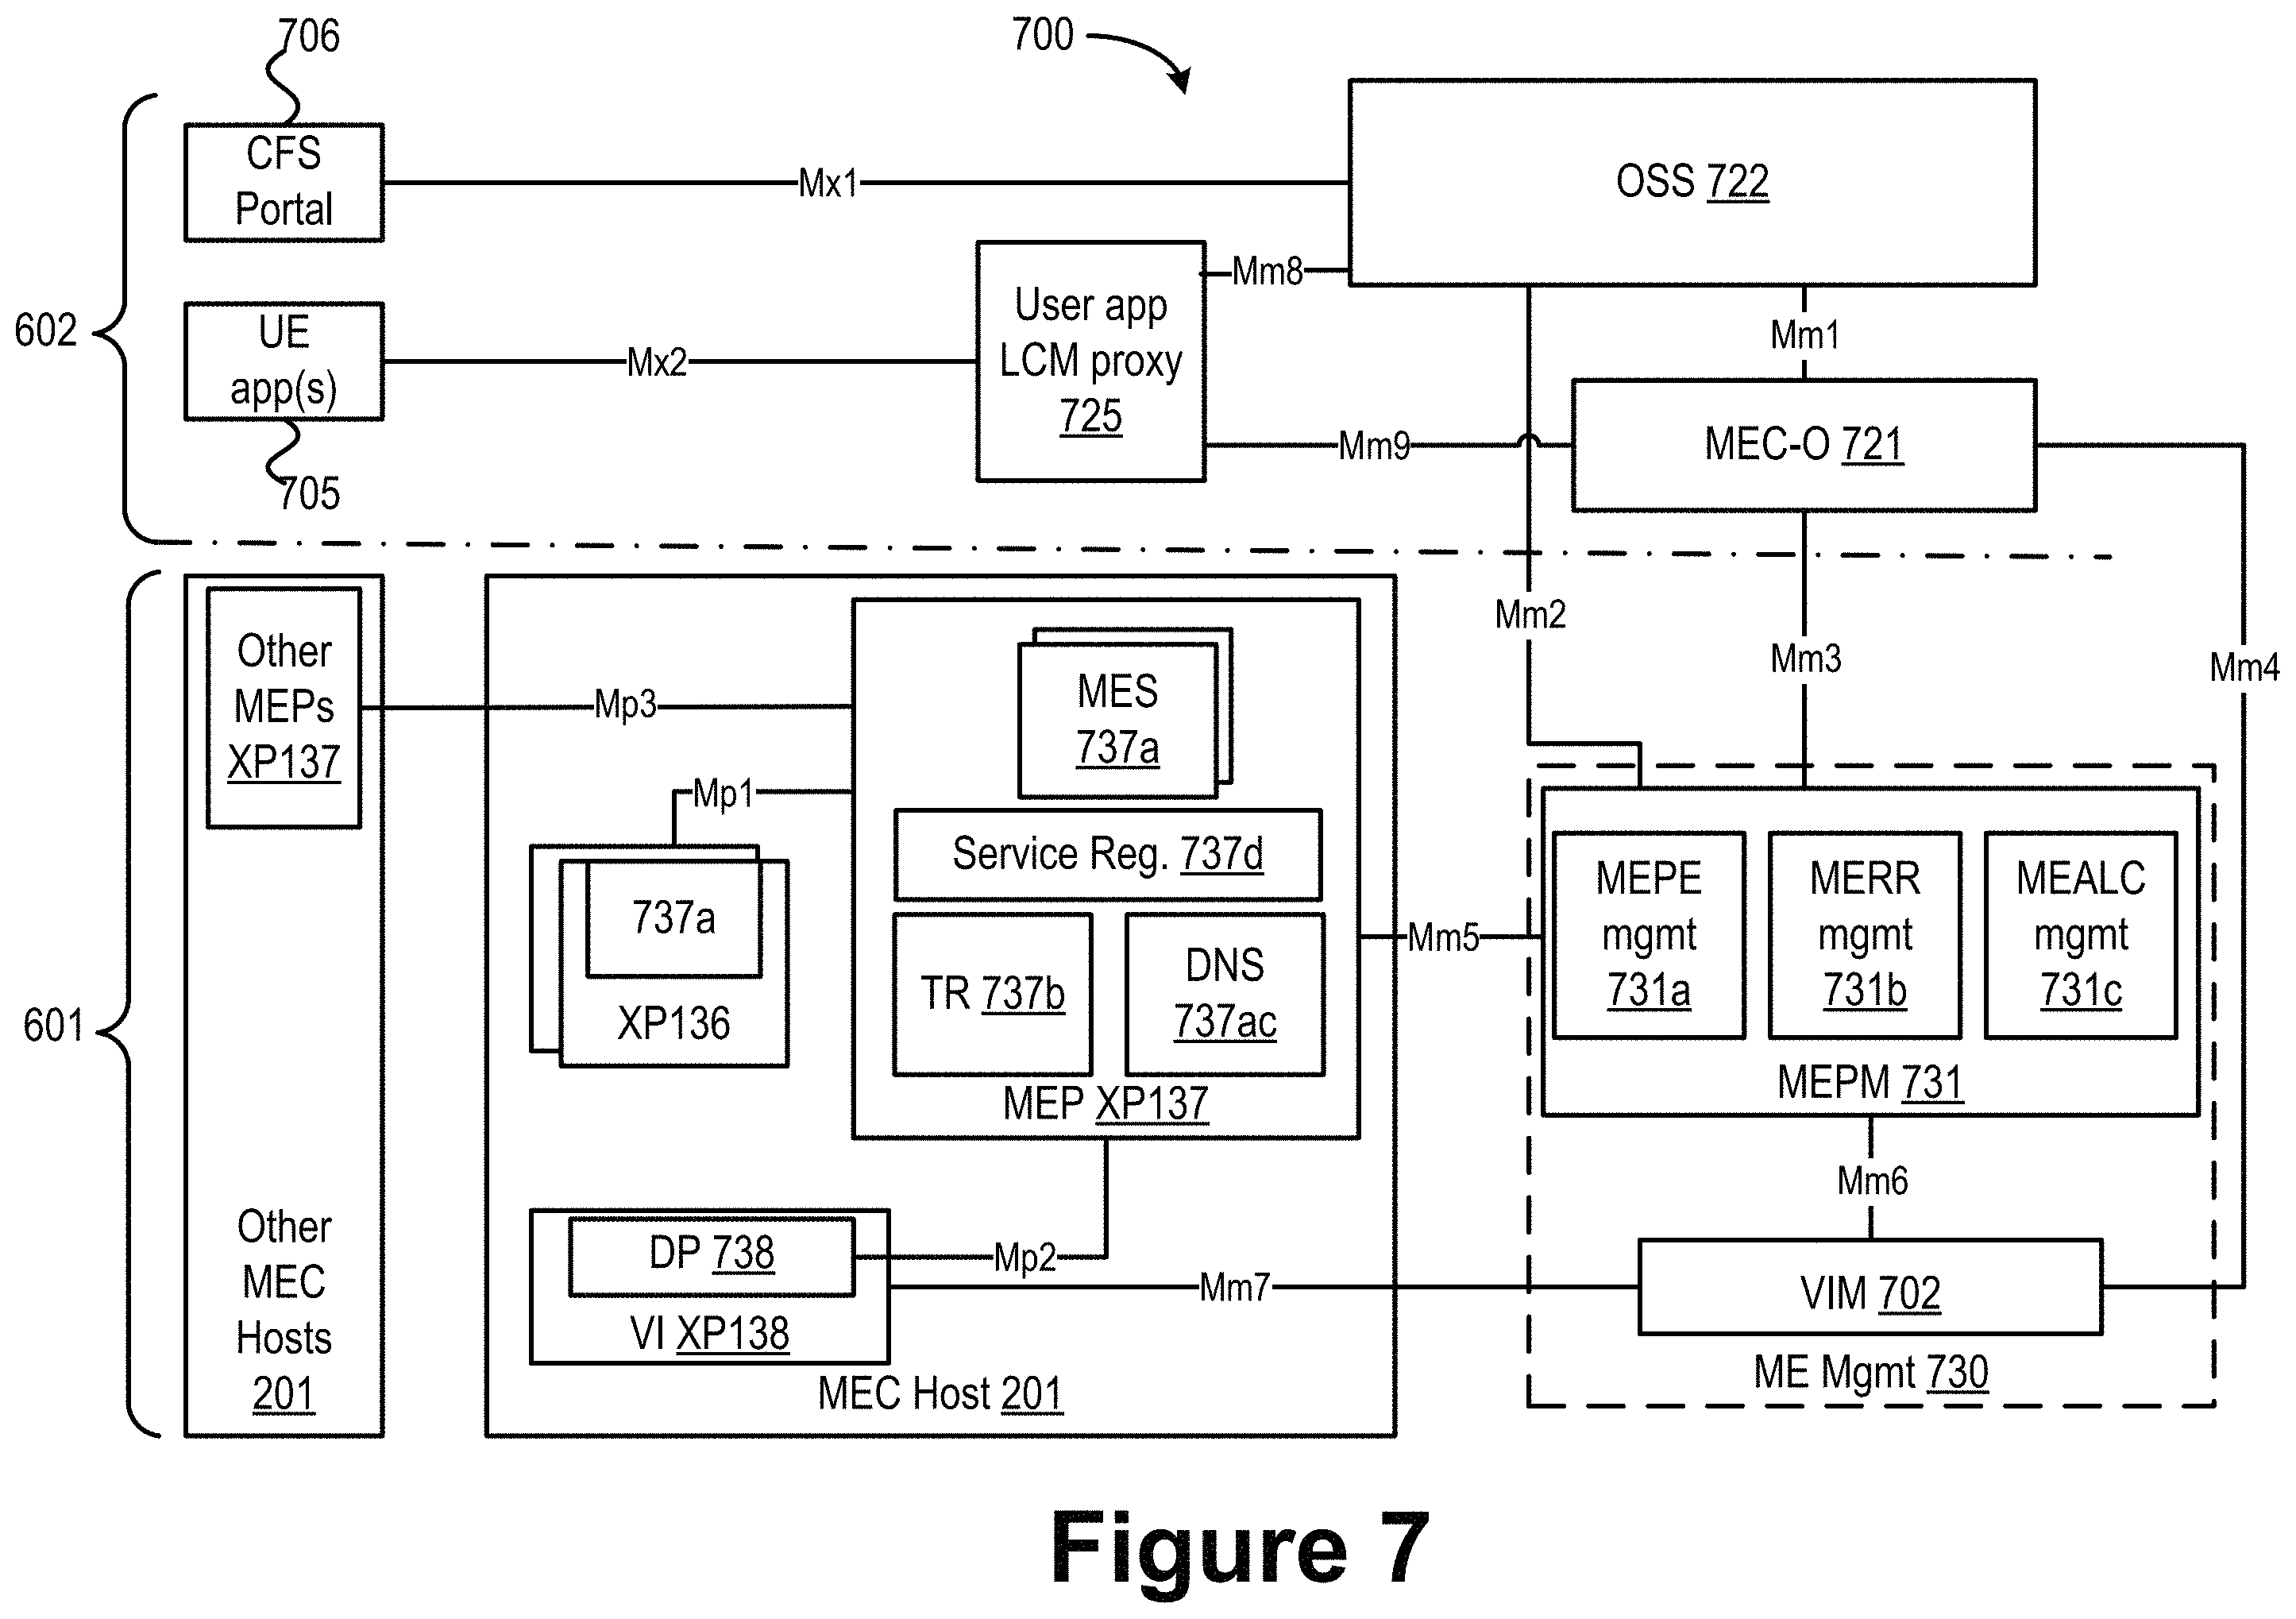 706
700
CFS
Portal
Mx1
OSS 722
602
UE
app(s)
705
Mx2
User app
LCM proxy
725
Mm8
Mm1
Mm9
MEC-O 721
601
Other
MEPs
XP137
Other
MEC
Hosts
201
Mp3
Mp1
737a
XP136
MES
737a
Service Reg. 737d
TR 737b
DNS
737ac
MEP XP137
Mp2
DP 738
VI XP138
MEC Host 201
Mm2
Mm3
Mm4
Mm5
MEPE
mgmt
731a
MERR
mgmt
731b
MEALC
mgmt
731c
MEPM 731
Mm6
Mm7
VIM 702
ME Mgmt 730
Figure 7